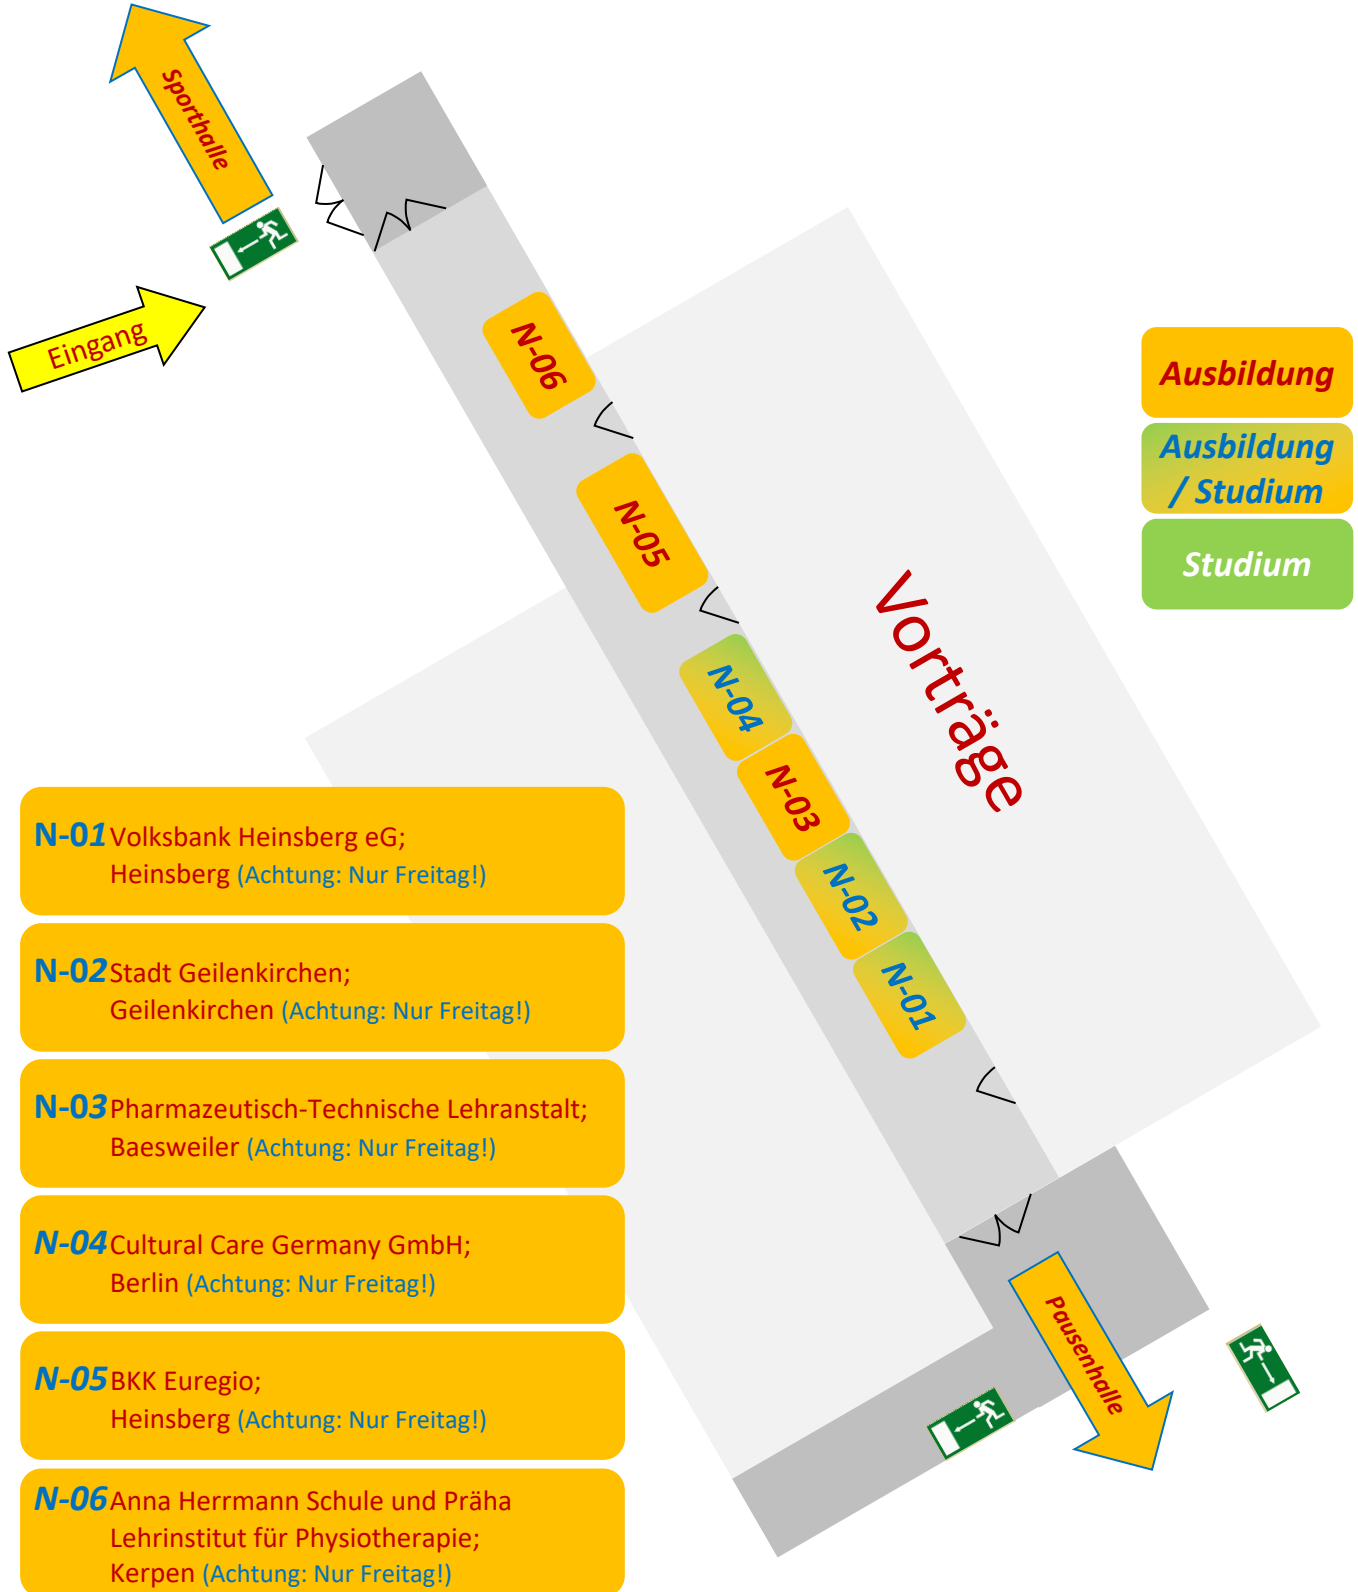 Sporthalle
Eingang
N-06
N-05
N-04
N-03
N-02
N-01
Vorträge
Ausbildung
Ausbildung
/ Studium
Studium
N-01 Volksbank Heinsberg eG;
Heinsberg (Achtung: Nur Freitag!)
N-02 Stadt Geilenkirchen;
Geilenkirchen (Achtung: Nur Freitag!)
N-03 Pharmazeutisch-Technische Lehranstalt;
Baesweiler (Achtung: Nur Freitag!)
N-04 Cultural Care Germany GmbH;
Berlin (Achtung: Nur Freitag!)
N-05 BKK Euregio;
Heinsberg (Achtung: Nur Freitag!)
N-06 Anna Herrmann Schule und Präha
Lehrinstitut für Physiotherapie;
Kerpen (Achtung: Nur Freitag!)
Pausenhalle